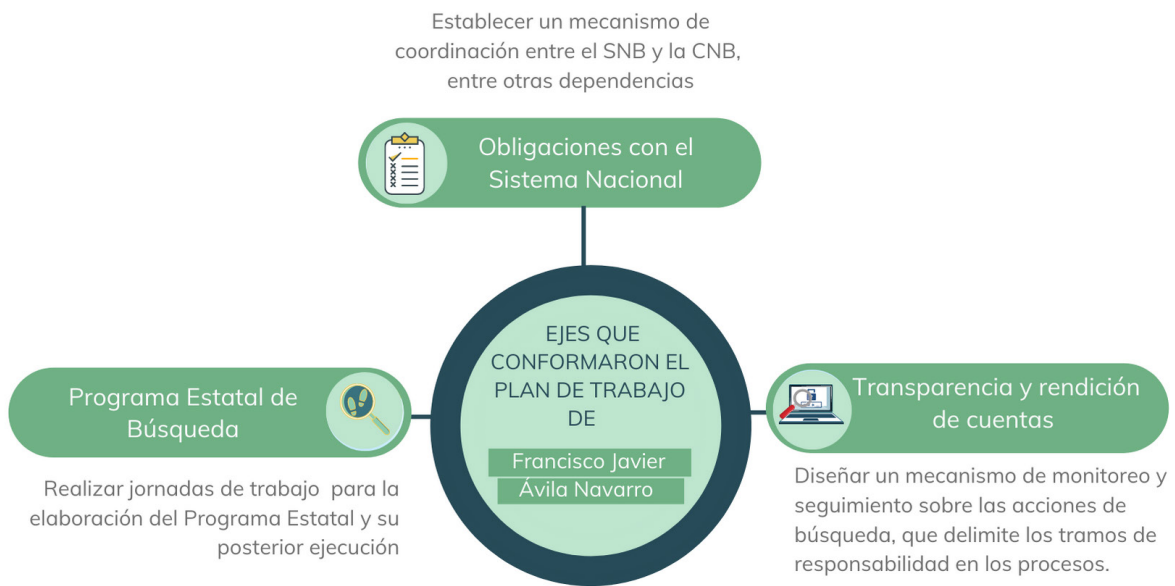 Establecer un mecanismo de
coordinación entre el SNB y la CNB,
entre otras dependencias
Obligaciones con el
Sistema Nacional
EJES QUE
CONFORMARON EL
PLAN DE TRABAJO
DE
Francisco Javier
Ávila Navarro
Programa Estatal de
Búsqueda
Realizar jornadas de trabajo para la
elaboración del Programa Estatal y su
posterior ejecución
Transparencia y rendición
de cuentas
Diseñar un mecanismo de monitoreo y
seguimiento sobre las acciones de
búsqueda, que delimite los tramos de
responsabilidad en los procesos.